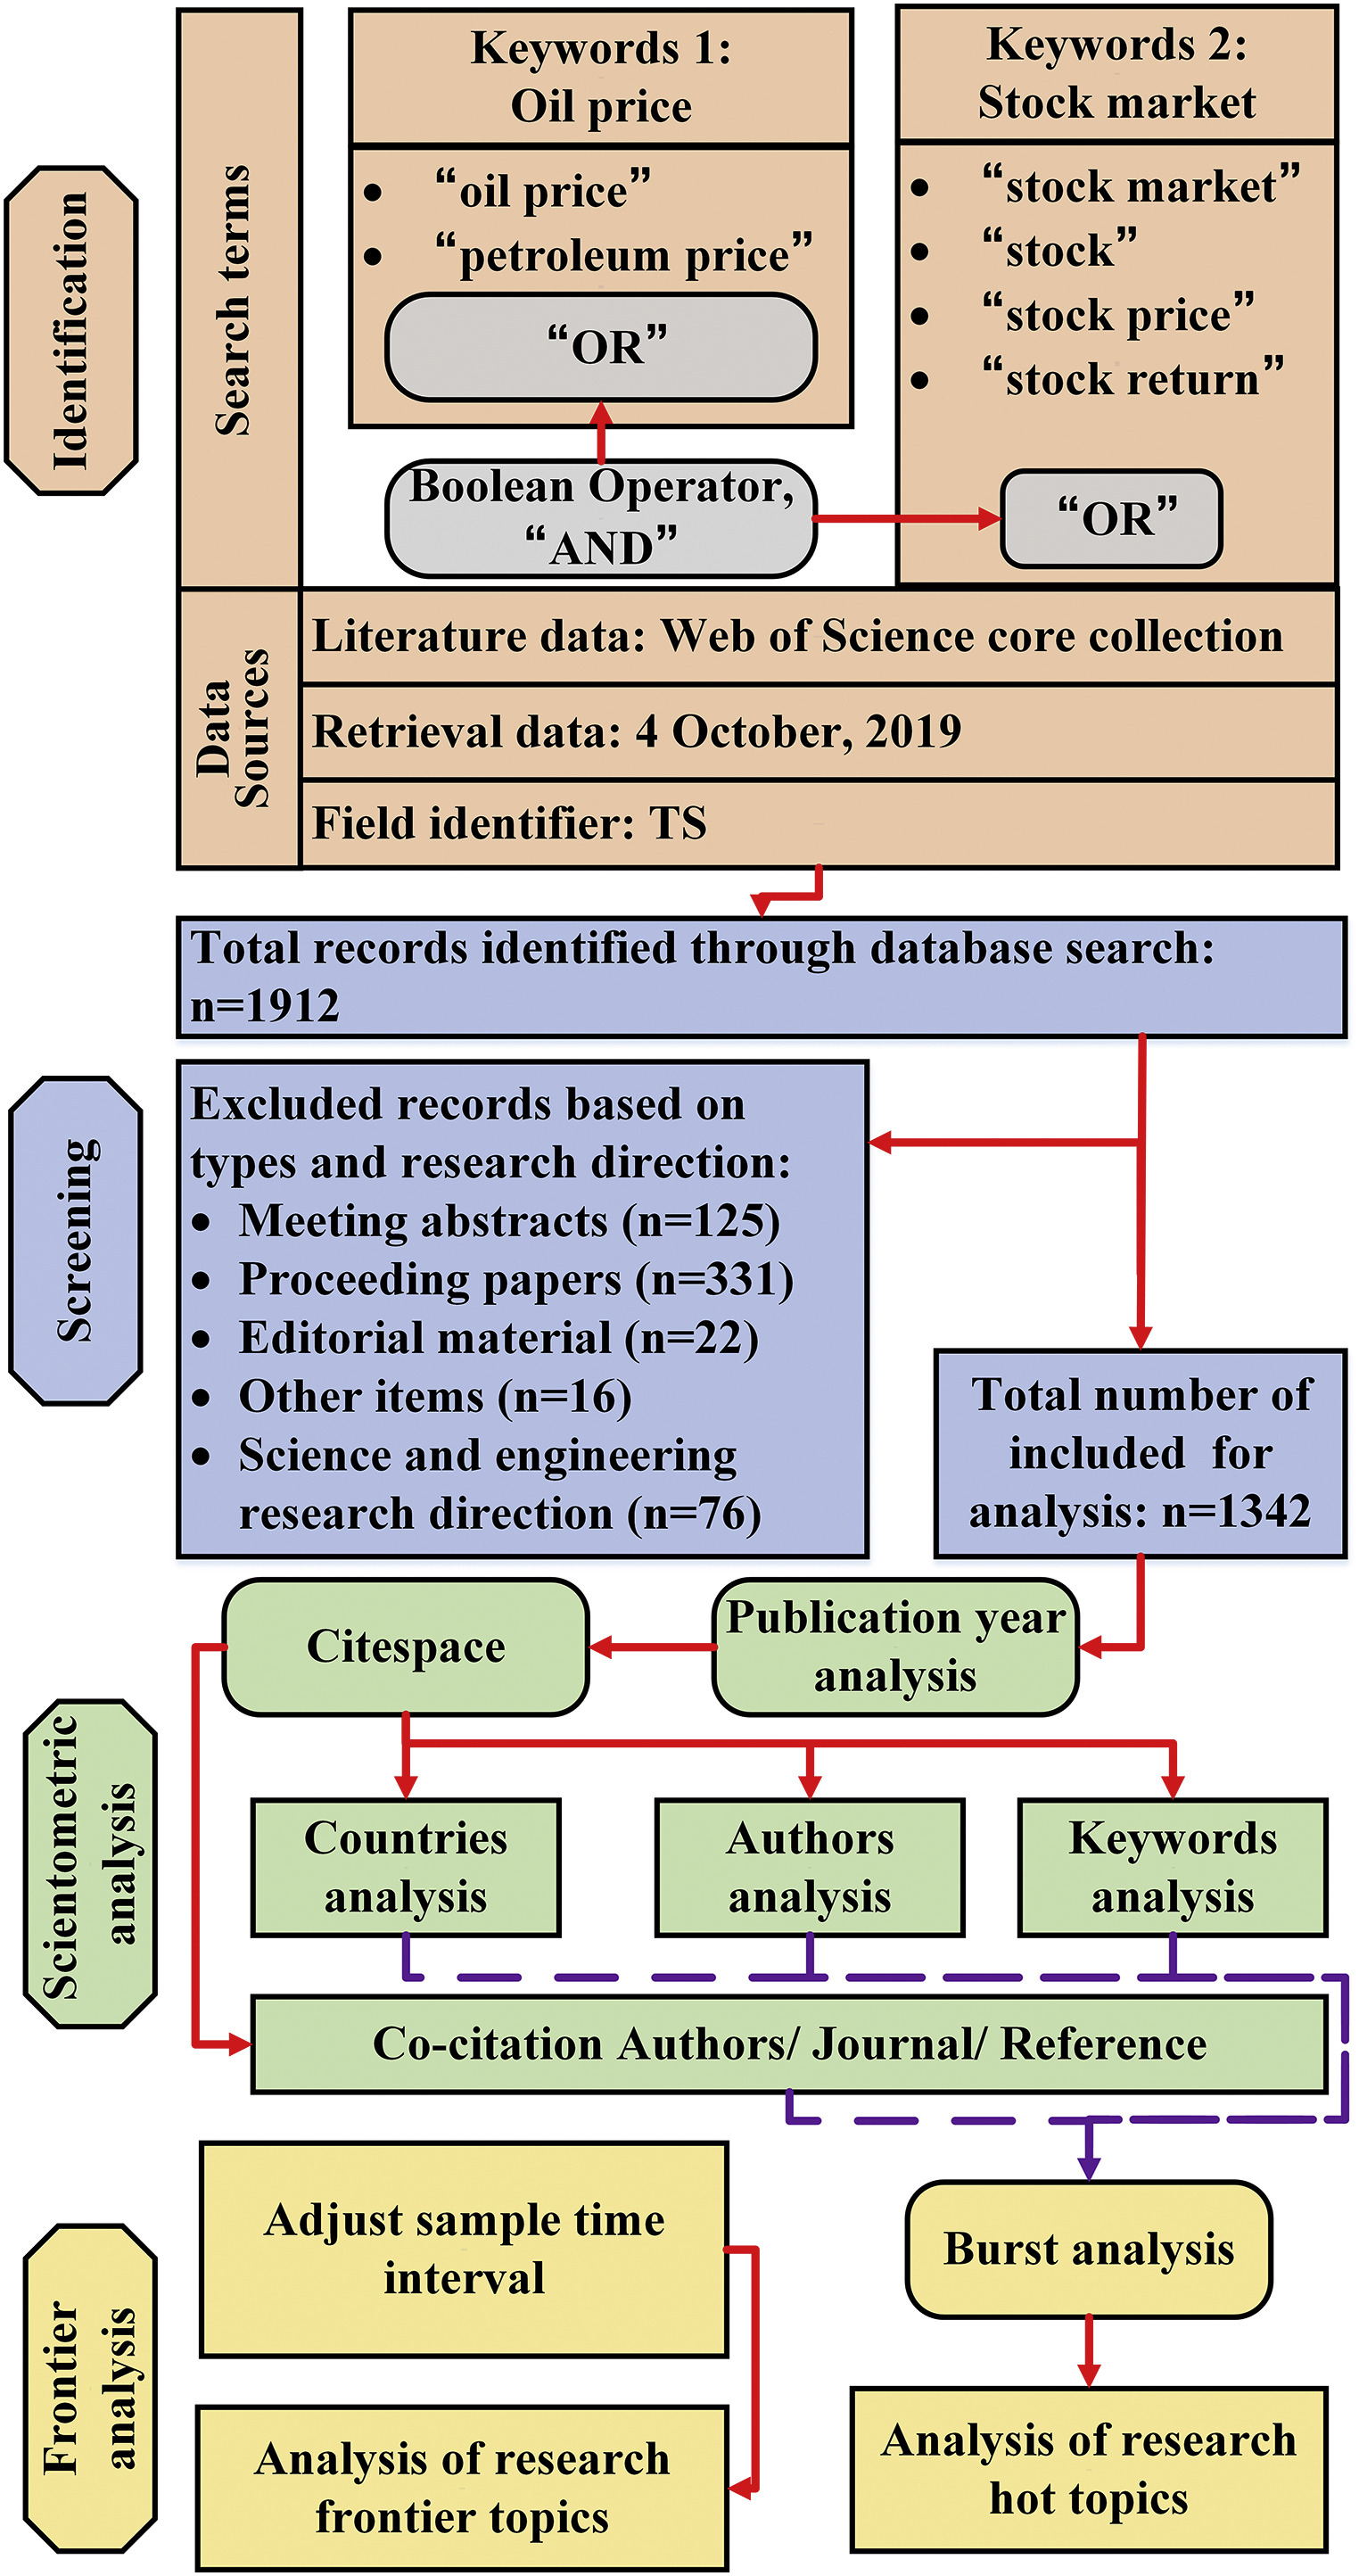 Identification
Search terms
Keywords 1:
Oil price
• “oil price”
• “petroleum price”
“OR”
Boolean Operator,
“AND”
Keywords 2:
Stock market
• “stock market”
• “stock”
• “stock price”
• “stock return”
“OR”
Data
Sources
Literature data: Web of Science core collection
Retrieval data: 4 October, 2019
Field identifier: TS
Screening
Total records identified through database search:
n=1912
Excluded records based on
types and research direction:
• Meeting abstracts (n=125)
• Proceeding papers (n=331)
• Editorial material (n=22)
• Other items (n=16)
• Science and engineering
research direction (n=76)
Total number of
included for
analysis: n=1342
Scientometric
analysis
Citespace
Publication year
analysis
Countries
analysis
Authors
analysis
Keywords
analysis
Co-citation Authors/ Journal/ Reference
Frontier
analysis
Adjust sample time
interval
Burst analysis
Analysis of research
frontier topics
Analysis of research
hot topics